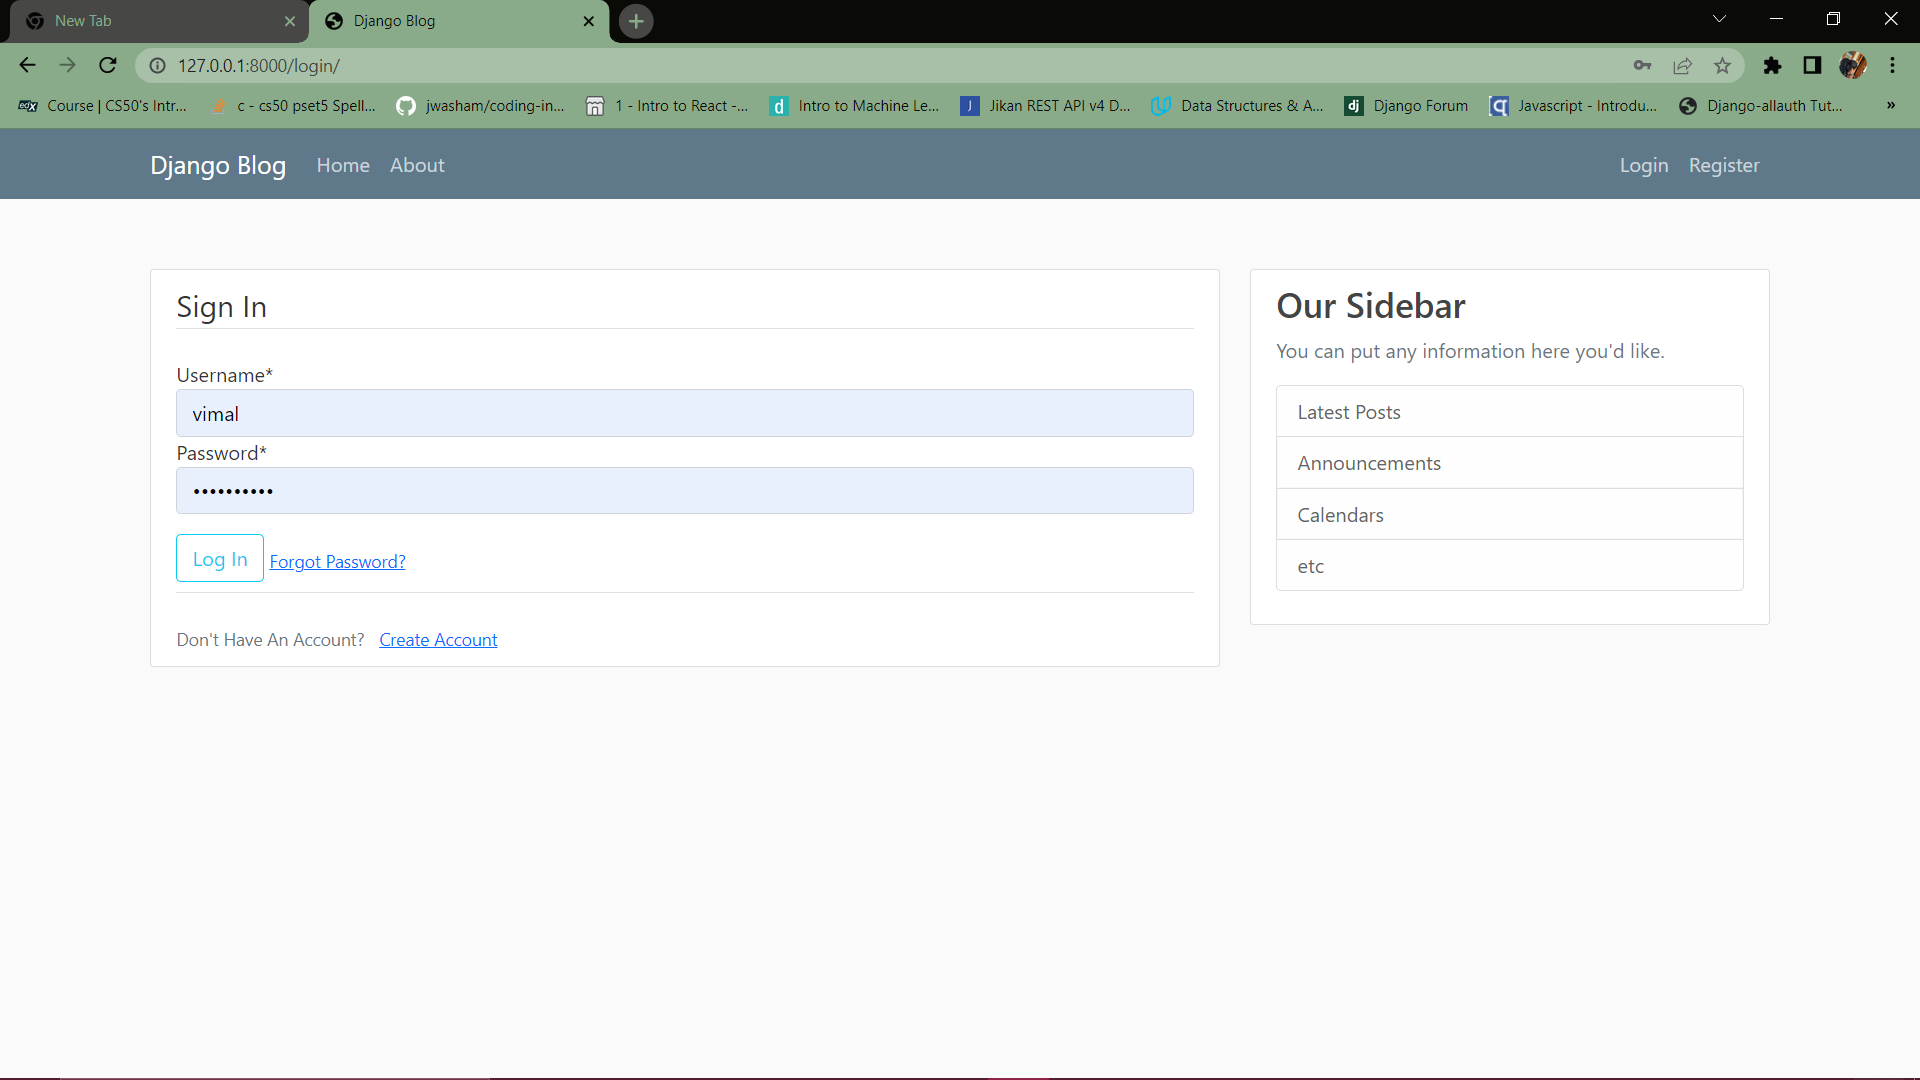 New Tab
Django Blog
127.0.0.1:8000/login/
edX Course | CS50's Intr...
c - cs50 pset5 Spell...
jwasham/coding-in...
1 - Intro to React -...
d Intro to Machine Le...
J Jikan REST API v4 D...
Data Structures & A...
dj Django Forum
Javascript - Introdu...
Django-allauth Tut...
»
Django Blog Home About Login Register
Sign In
Username*
vimal
Password*
••••••••••
Log In Forgot Password?
Don't Have An Account? Create Account
Our Sidebar
You can put any information here you'd like.
Latest Posts
Announcements
Calendars
etc